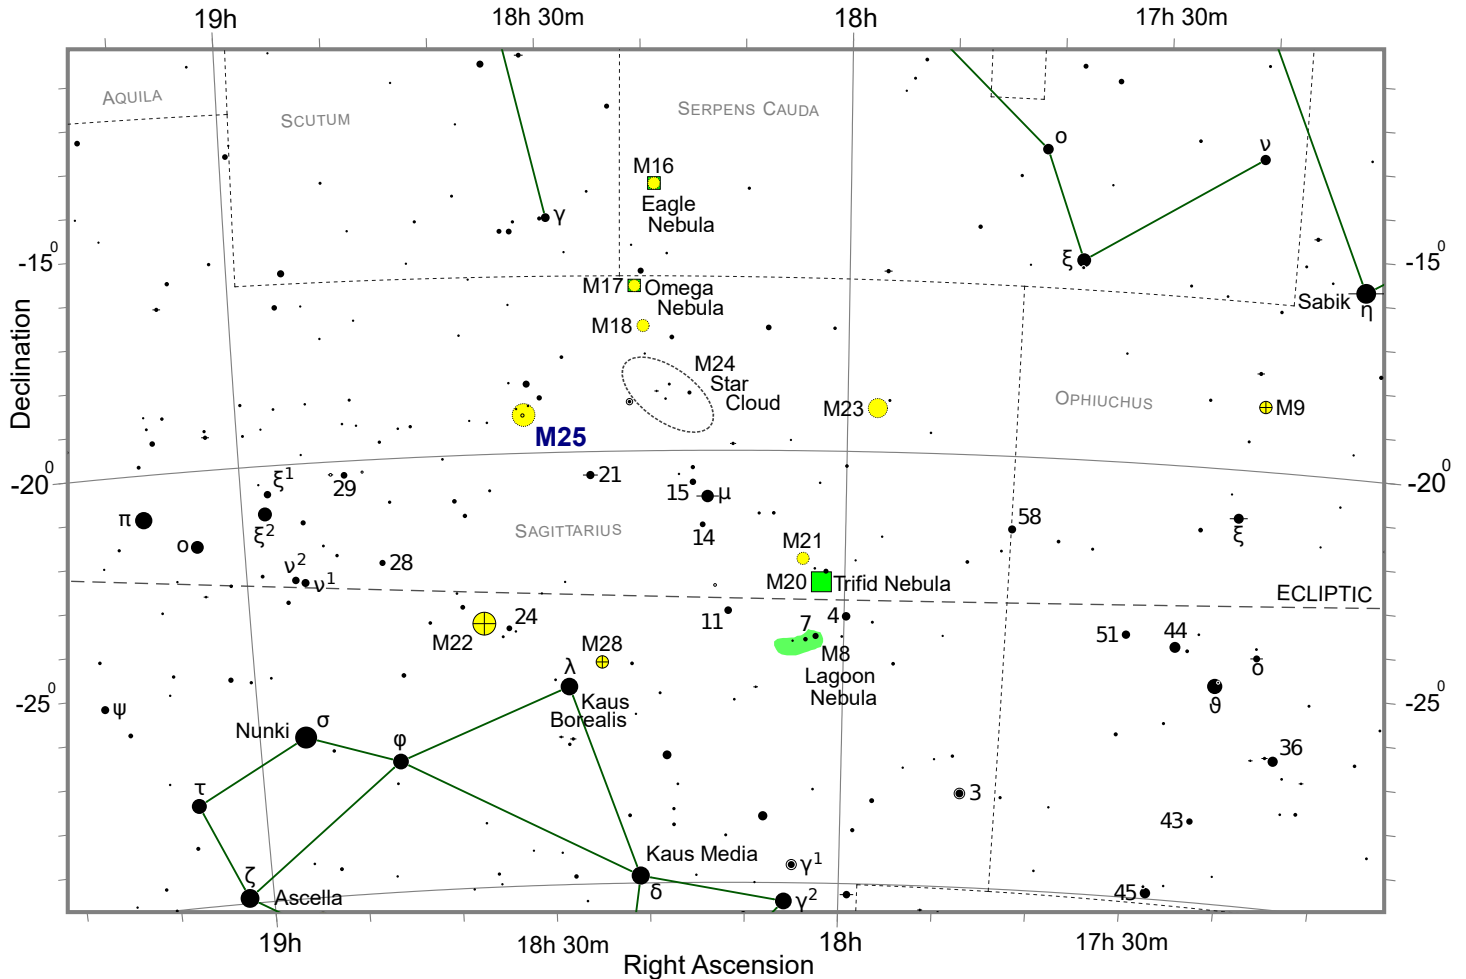 19h
18h 30m
18h
17h 30m
AQUILA
SCUTUM
SERPENS CAUDA
ο
ν
M16
Eagle
Nebula
γ
ξ
-15⁰
-15⁰
M17
Omega
Nebula
Sabik
η
M18
M24
Star
Cloud
M23
OPHIUCHUS
M9
M25
Declination
ξ¹
29
21
15
μ
-20⁰
-20⁰
π
ξ²
ο
SAGITTARIUS
14
58
ξ
ν²
ν¹
28
M21
M20
Trifid Nebula
ECLIPTIC
M22
24
11
4
7
M8
Lagoon
Nebula
51
44
ο
M28
λ
Kaus
Borealis
-25⁰
-25⁰
ψ
θ
Nunki
σ
φ
36
τ
3
43
Kaus Media
γ¹
ζ
Ascella
δ
γ²
45
19h
18h 30m
18h
17h 30m
Right Ascension